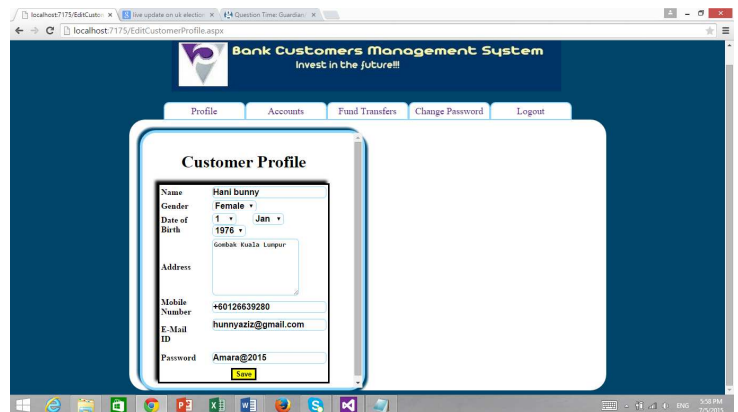 localhost:7175/EditCustom
live update on uk election
Question Time: Guardian
localhost:7175/EditCustomerProfile.aspx
Bank Customers Management System
Invest in the future!!!
Profile Accounts Fund Transfers Change Password Logout
Customer Profile
Name Hani bunny
Gender Female
Date of Birth 1 Jan
1976
Address Gombak Kuala Lumpur
Mobile Number +60126639280
E-Mail ID hunnyaziz@gmail.com
Password Amara@2015
Save
ENG 5:58 PM
7/5/2015